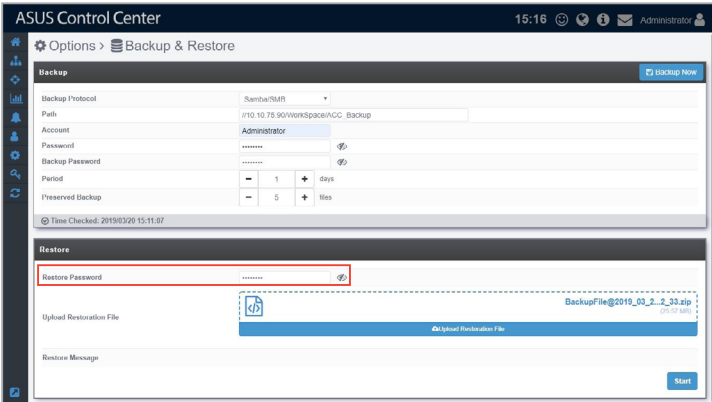 ASUS Control Center
15:16 Administrator
Options > Backup & Restore
Backup
Backup Now
Backup Protocol
Samba/SMB
Path
//10.10.75.90/WorkSpace/ACC_Backup
Account
Administrator
Password
••••••••
Backup Password
••••••••
Period
− 1 + days
Preserved Backup
− 5 + files
Time Checked: 2019/03/20 15:11:07
Restore
Restore Password
••••••••
BackupFile@2019_03_2...2_33.zip
(25.57 MB)
Upload Restoration File
Upload Restoration File
Restore Message
Start